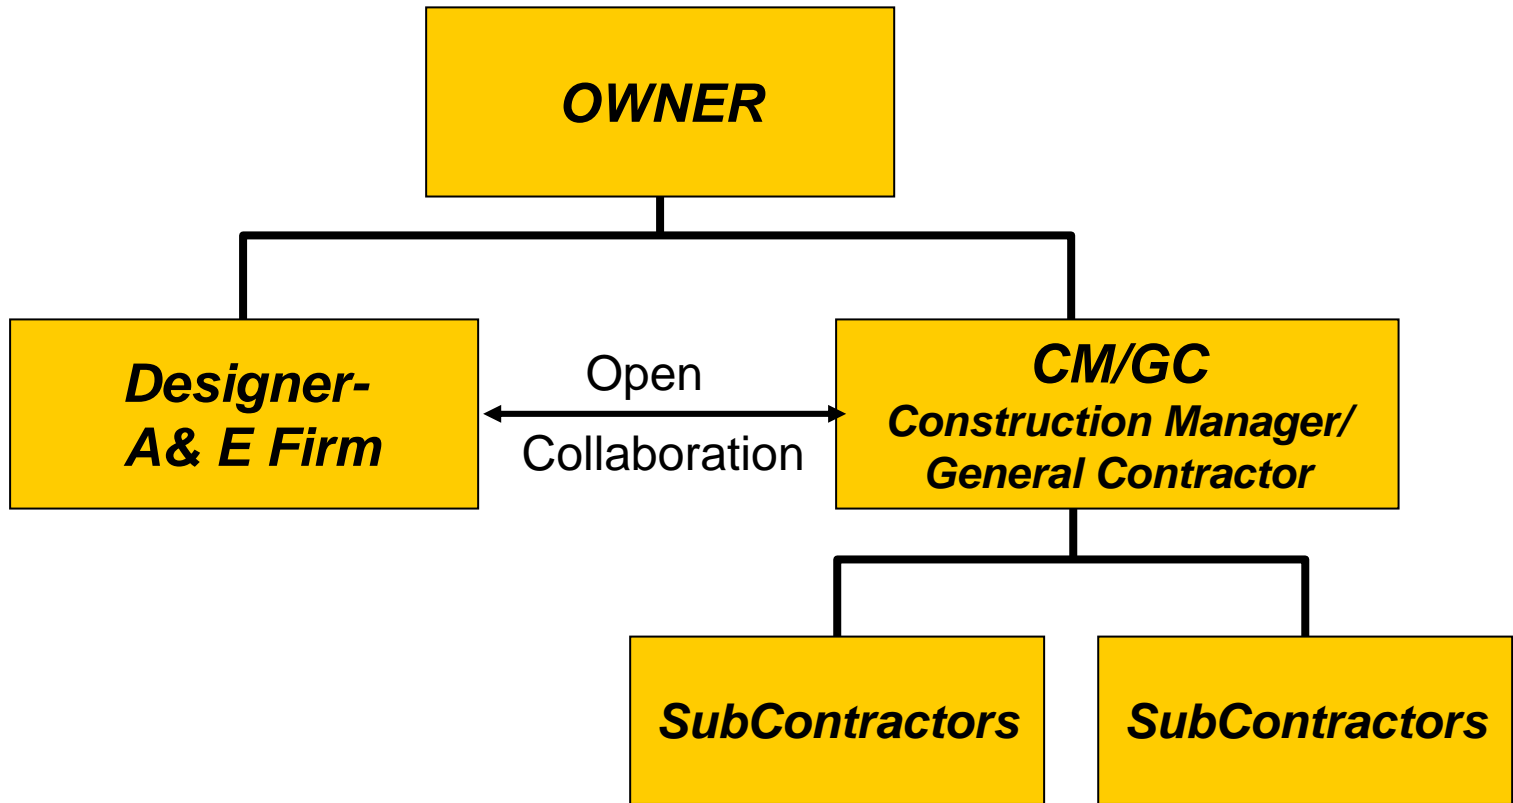 OWNER
Designer-
A& E Firm
Open
Collaboration
CM/GC
Construction Manager/
General Contractor
SubContractors
SubContractors